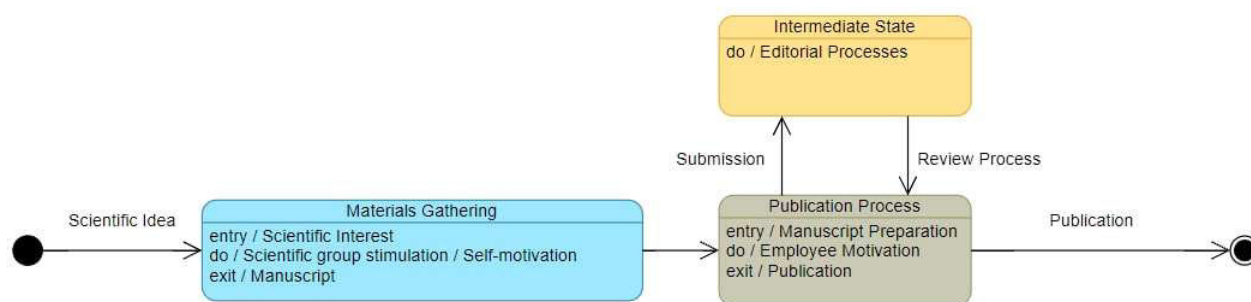 Intermediate State
do / Editorial Processes
Submission
Review Process
Scientific Idea
Materials Gathering
entry / Scientific Interest
do / Scientific group stimulation / Self-motivation
exit / Manuscript
Publication Process
entry / Manuscript Preparation
do / Employee Motivation
exit / Publication
Publication